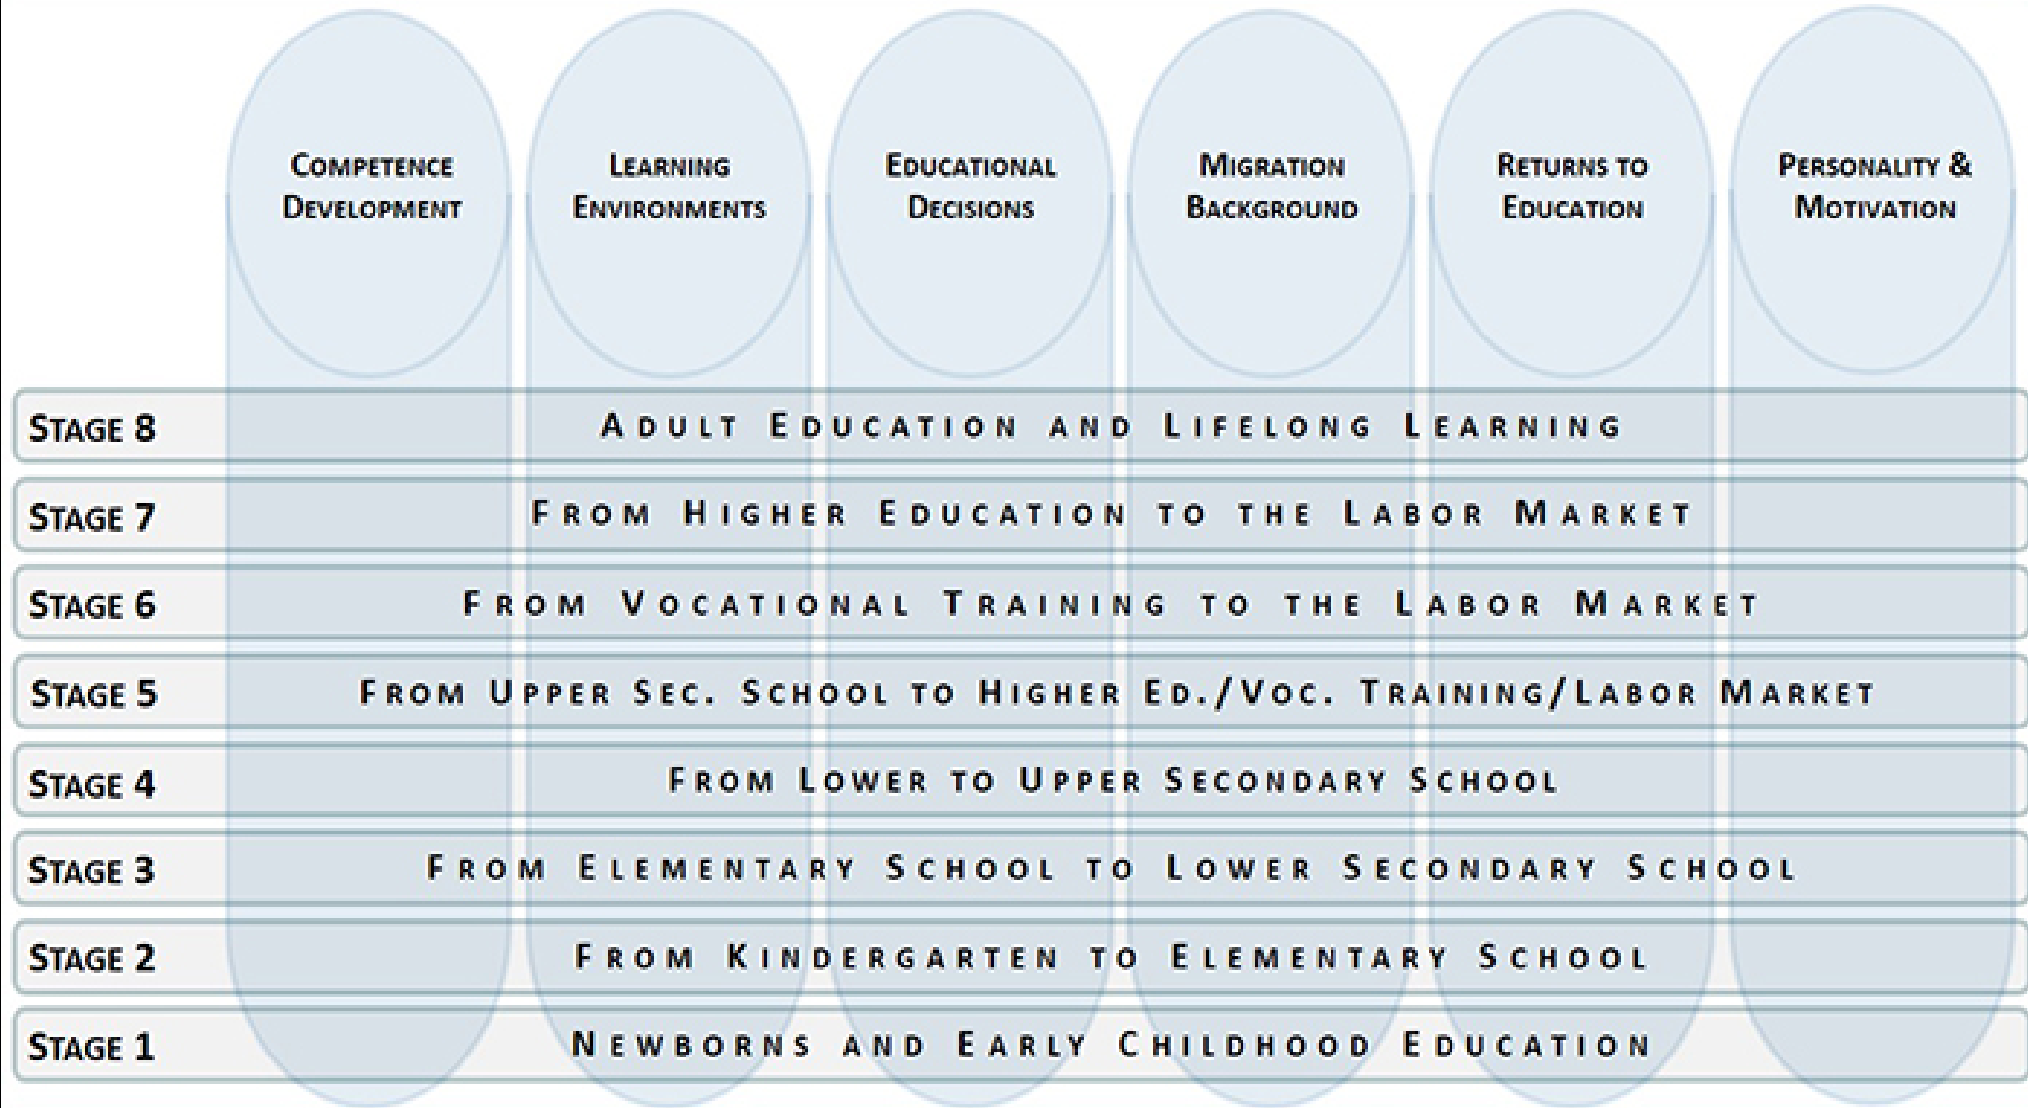 Competence
Development
Learning
Environments
Educational
Decisions
Migration
Background
Returns to
Education
Personality &
Motivation
Stage 8
Adult Education and Lifelong Learning
Stage 7
From Higher Education to the Labor Market
Stage 6
From Vocational Training to the Labor Market
Stage 5
From Upper Sec. School to Higher Ed./Voc. Training/Labor Market
Stage 4
From Lower to Upper Secondary School
Stage 3
From Elementary School to Lower Secondary School
Stage 2
From Kindergarten to Elementary School
Stage 1
Newborns and Early Childhood Education